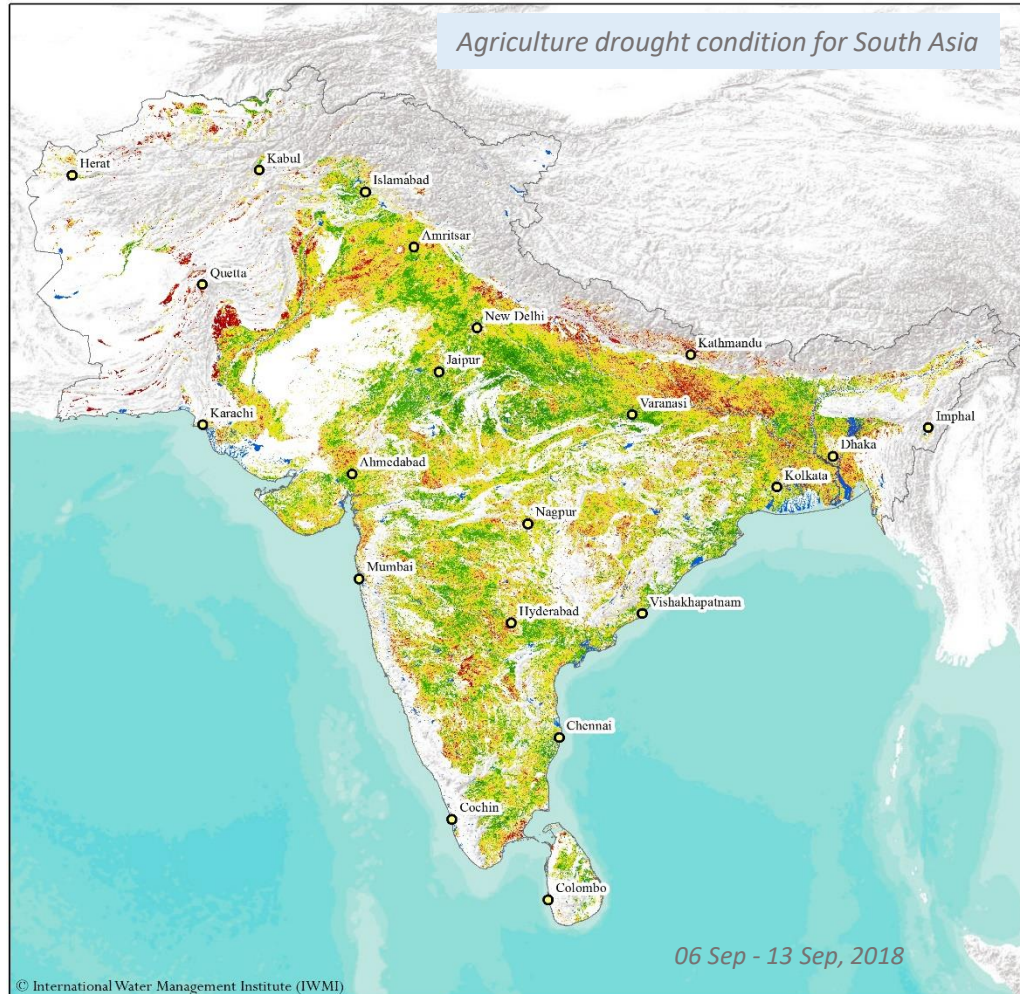 Agriculture drought condition for South Asia
Herat
Kabul
Islamabad
Amritsar
Quetta
New Delhi
Kathmandu
Jaipur
Karachi
Varanasi
Imphal
Dhaka
Ahmedabad
Kolkata
Nagpur
Mumbai
Vishakhapatnam
Hyderabad
Chennai
Cochin
Colombo
06 Sep - 13 Sep, 2018
© International Water Management Institute (IWMI)